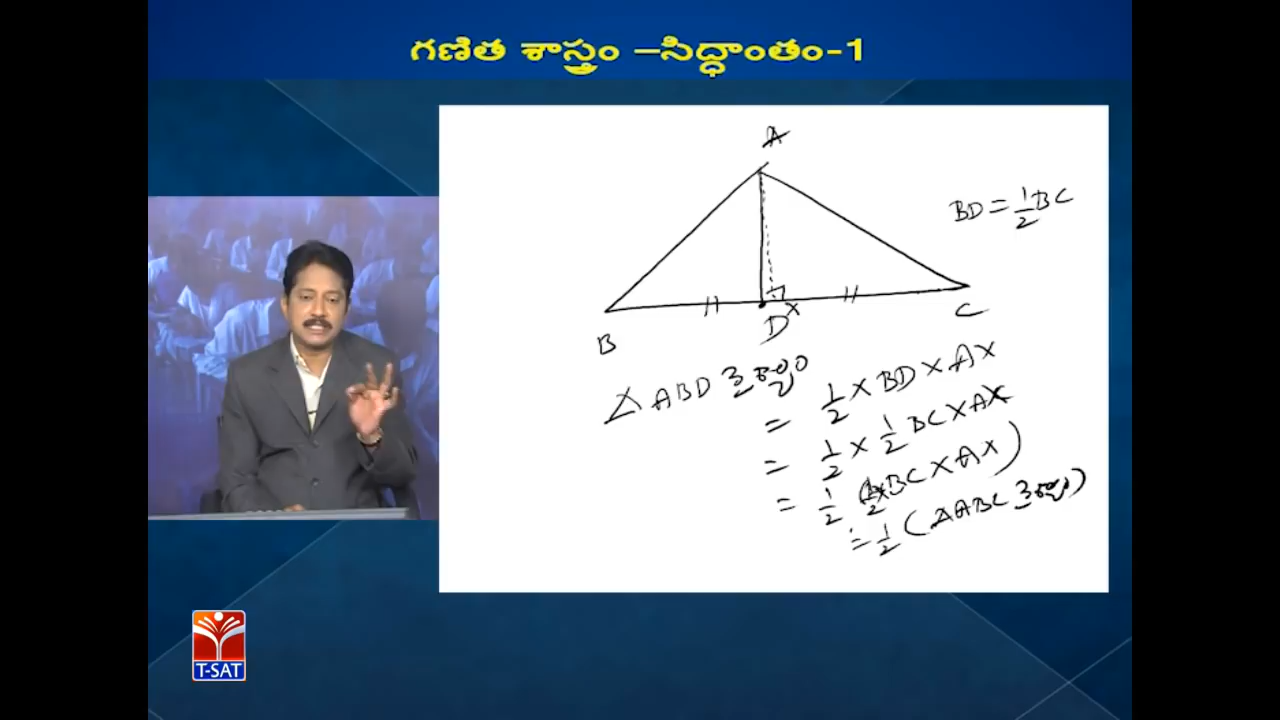 గణిత శాస్త్రం –సిద్ధాంతం-1
A
BD = 1/2 BC
B
D
x
C
△ ABD వైశాల్యం = 1/2 × BD × AX
= 1/2 × 1/2 BC × AX
= 1/2 (1/2 × BC × AX)
= 1/2 (△ABC వైశాల్యం)
T-SAT